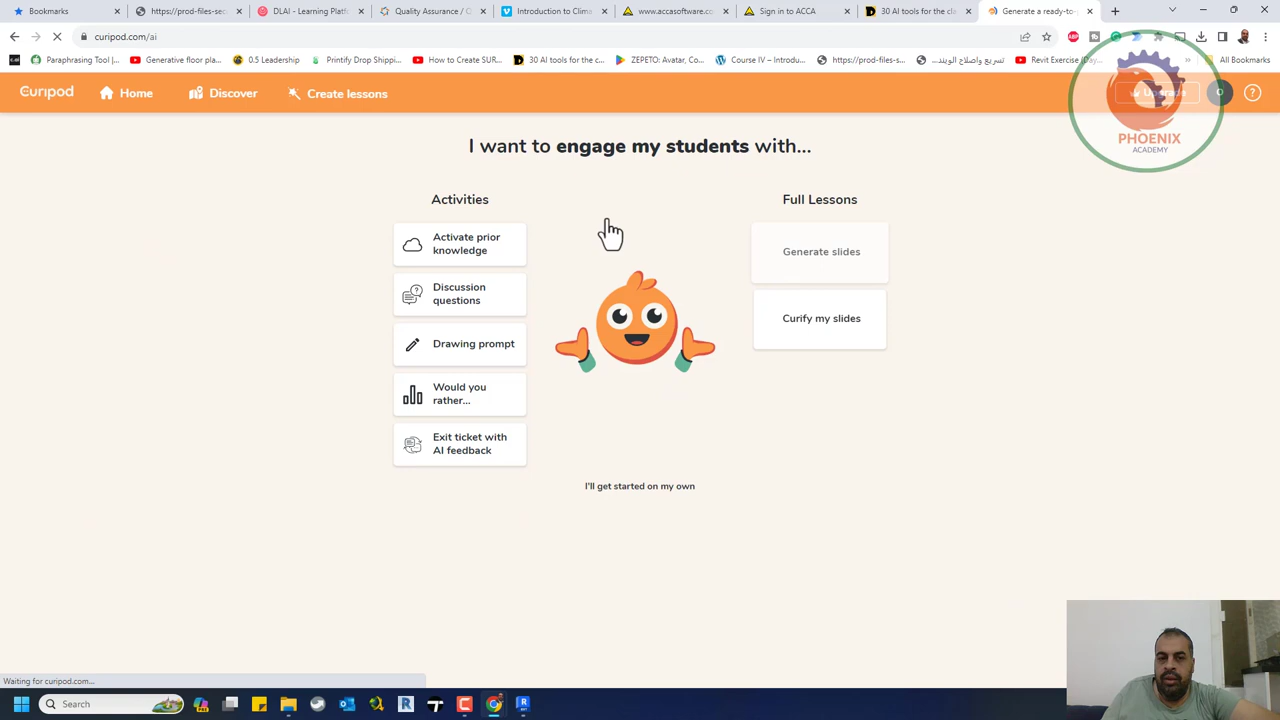 Bookmarks
https://prod-files-sec
DLAI - Learning Platfo
Quality Assurance / Q
Introduction to Clima
www.accasoftware.co
Sign in to ACCA
30 AI tools for the cla
Generate a ready-to-
curipod.com/ai
Paraphrasing Tool |...
Generative floor pla...
0.5 Leadership
Printify Drop Shippi...
How to Create SUR...
30 AI tools for the c...
ZEPETO: Avatar, Co...
Course IV – Introdu...
https://prod-files-s...
تسريع واصلاح الويند...
Revit Exercise (Day...
All Bookmarks
Curipod
Home
Discover
Create lessons
PHOENIX
ACADEMY
I want to engage my students with...
Activities
Full Lessons
Activate prior
knowledge
Generate slides
Discussion
questions
Curify my slides
Drawing prompt
Would you
rather...
Exit ticket with
AI feedback
I'll get started on my own
Waiting for curipod.com...
Search